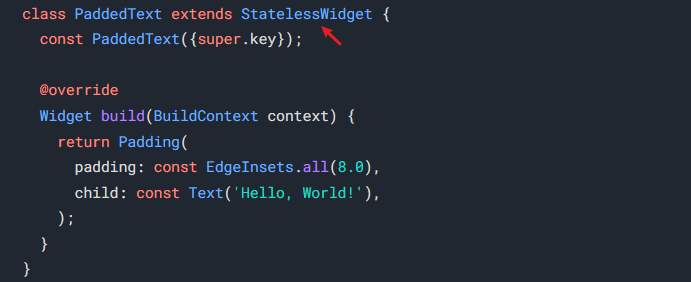 class PaddedText extends StatelessWidget {
  const PaddedText({super.key});

  @override
  Widget build(BuildContext context) {
    return Padding(
      padding: const EdgeInsets.all(8.0),
      child: const Text('Hello, World!'),
    );
  }
}